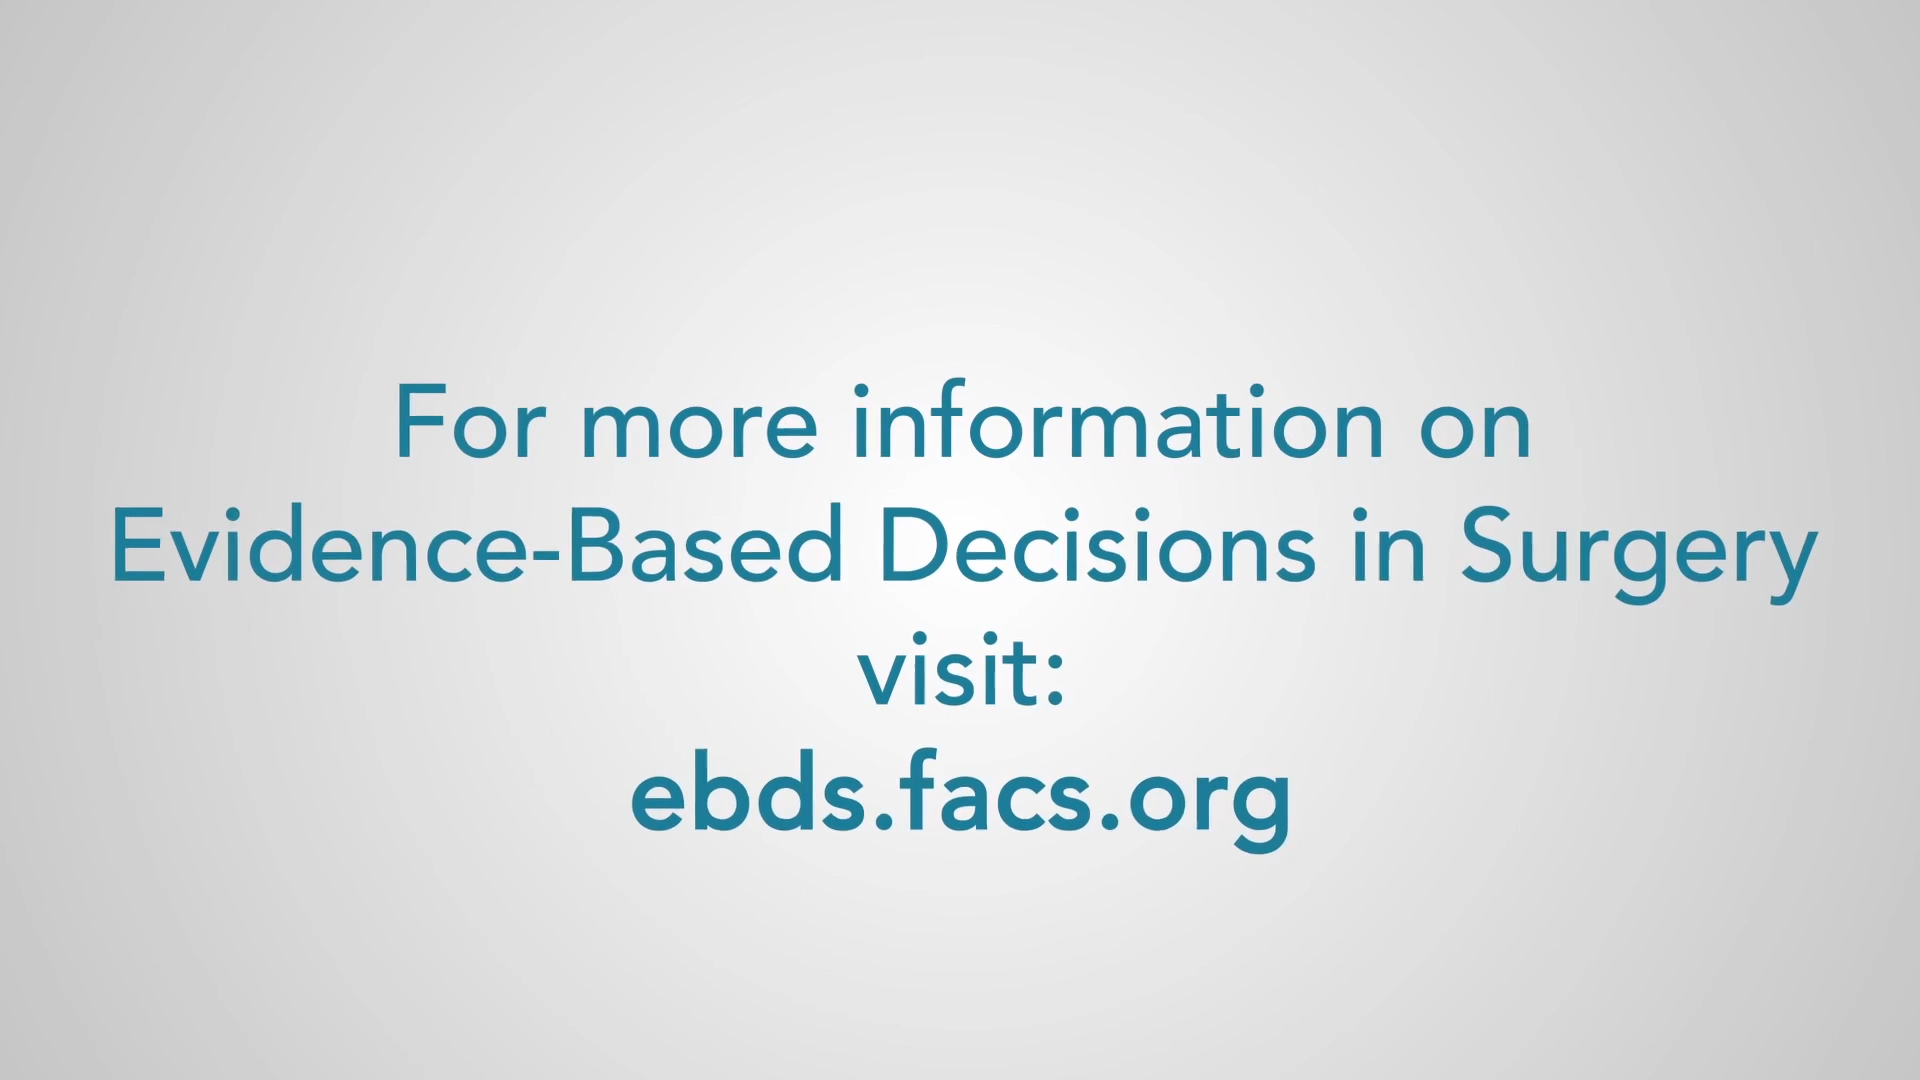 For more information on
Evidence-Based Decisions in Surgery
visit:
ebds.facs.org